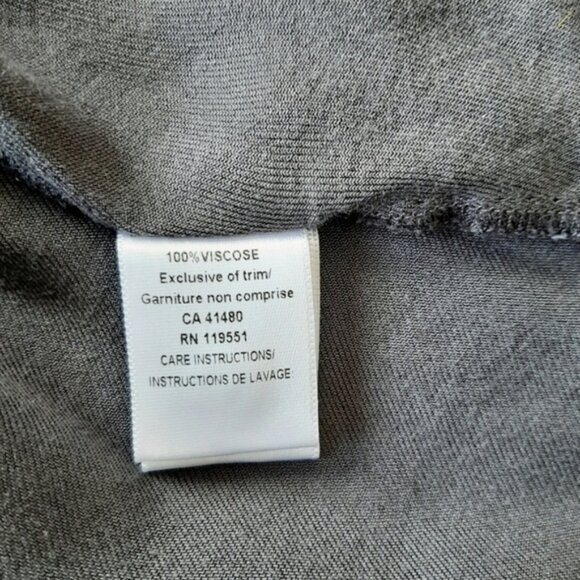 100%VISCOSE
Exclusive of trim/
Garniture non comprise
CA 41480
RN 119551
CARE INSTRUCTIONS/
INSTRUCTIONS DE LAVAGE